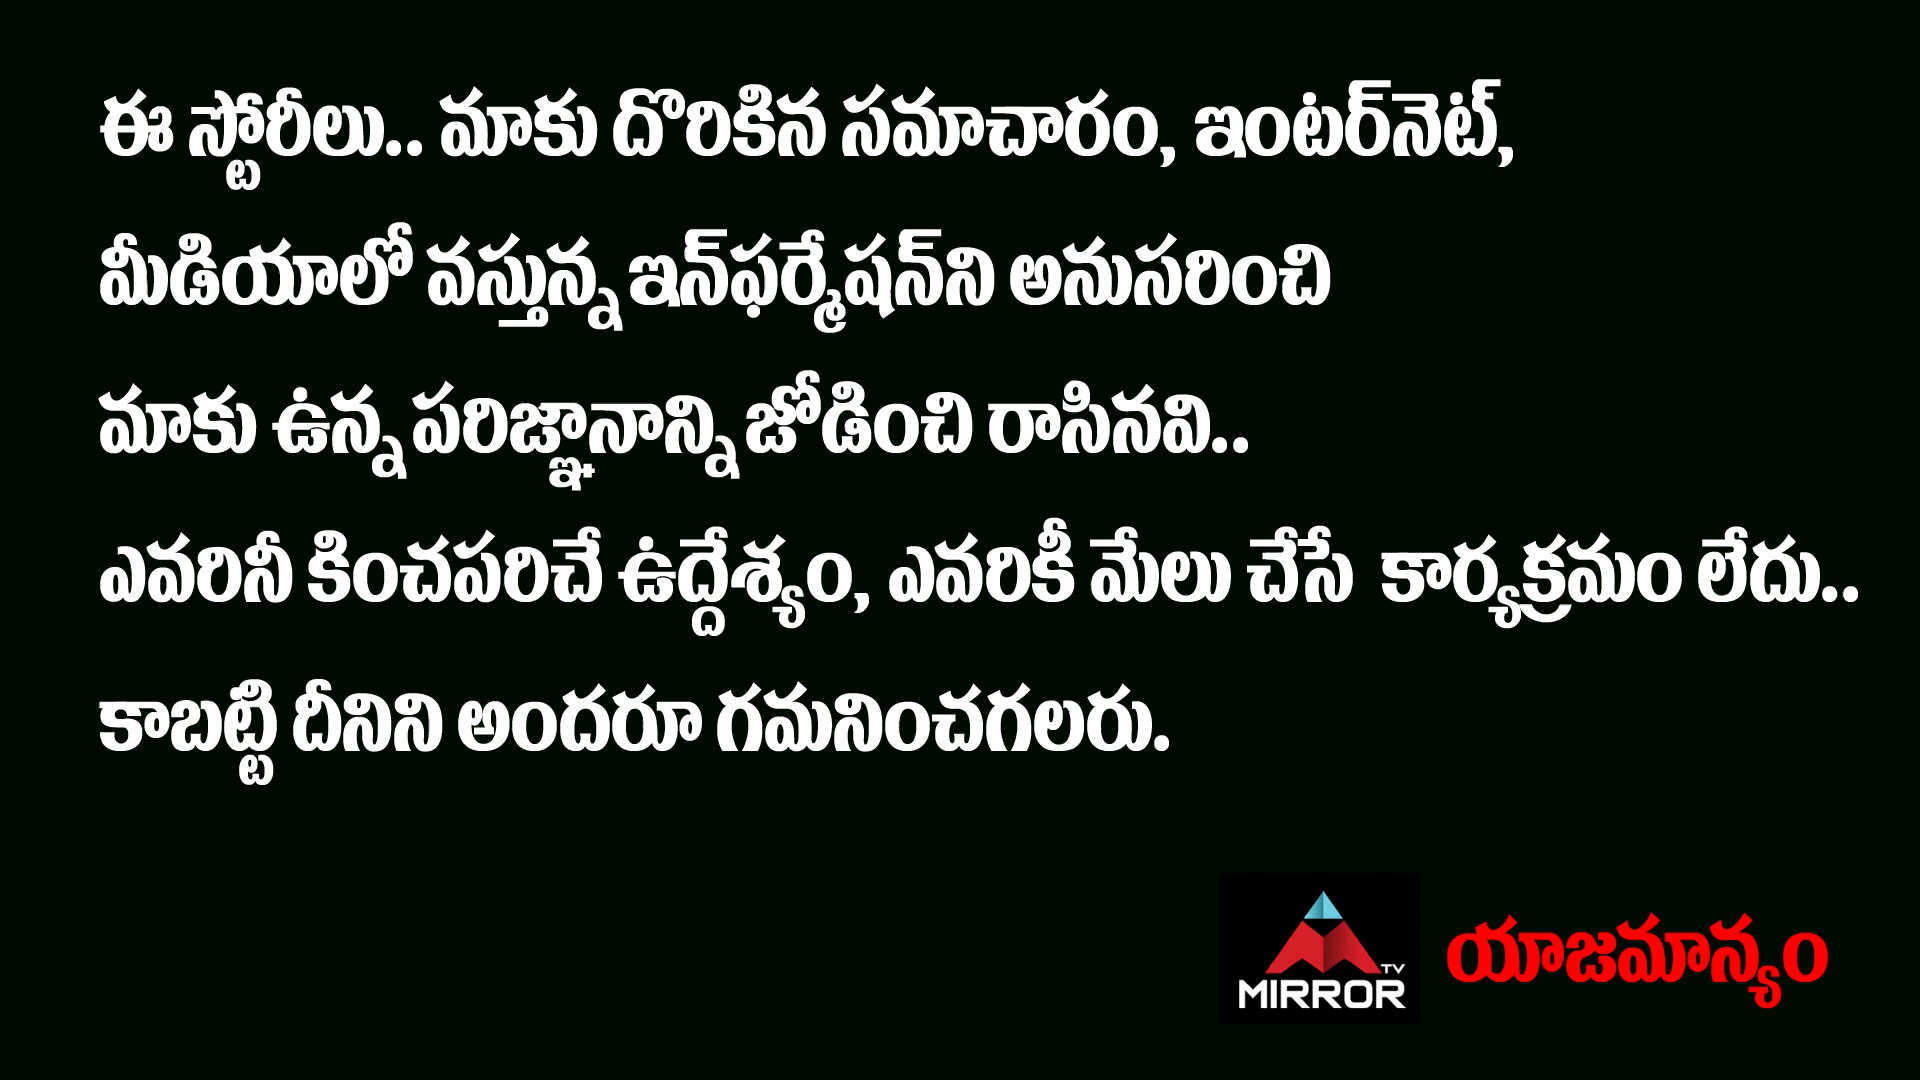 ఈ స్టోరీలు.. మాకు దొరికిన సమాచారం, ఇంటర్‌నెట్,
మీడియాలో వస్తున్న ఇన్‌ఫర్మేషన్‌ని అనుసరించి
మాకు ఉన్న పరిజ్ఞానాన్ని జోడించి రాసినవి..
ఎవరినీ కించపరిచే ఉద్దేశ్యం, ఎవరికీ మేలు చేసే కార్యక్రమం లేదు..
కాబట్టి దీనిని అందరూ గమనించగలరు.
TV
MIRROR
యాజమాన్యం